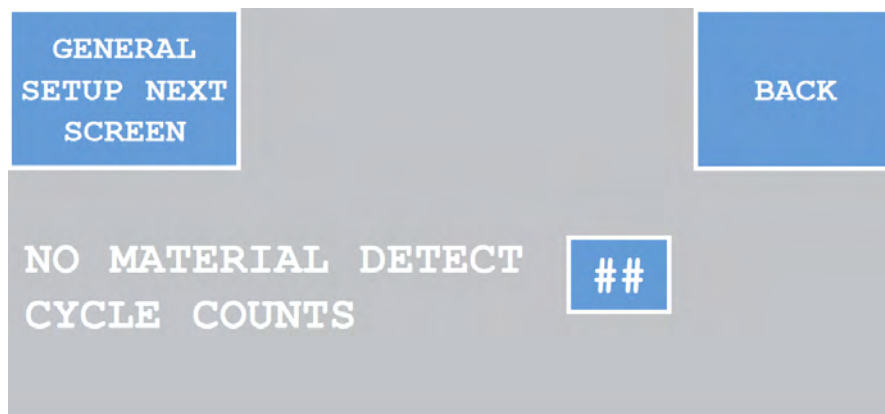 GENERAL
SETUP NEXT
SCREEN
BACK
NO MATERIAL DETECT
CYCLE COUNTS
##